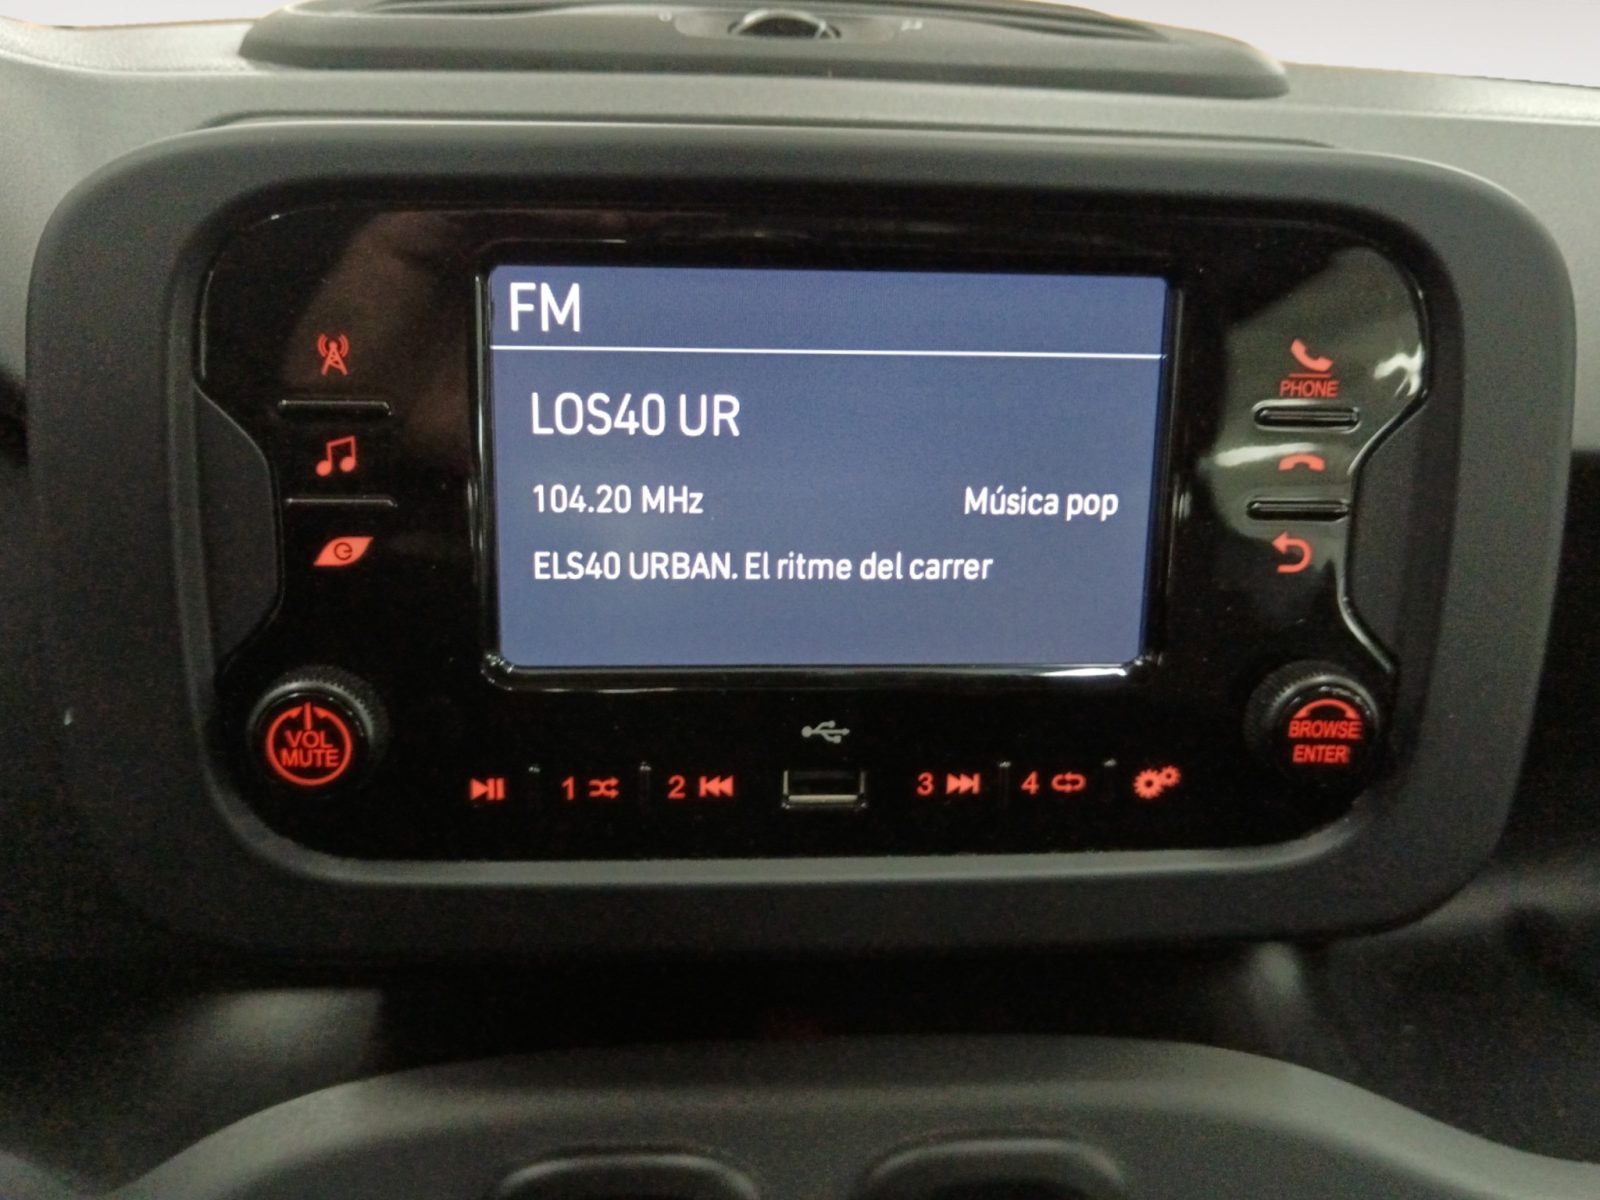 FM
LOS40 UR
104.20 MHz
Música pop
ELS40 URBAN. El ritme del carrer
PHONE
VOL
MUTE
BROWSE
ENTER
1
2
3
4